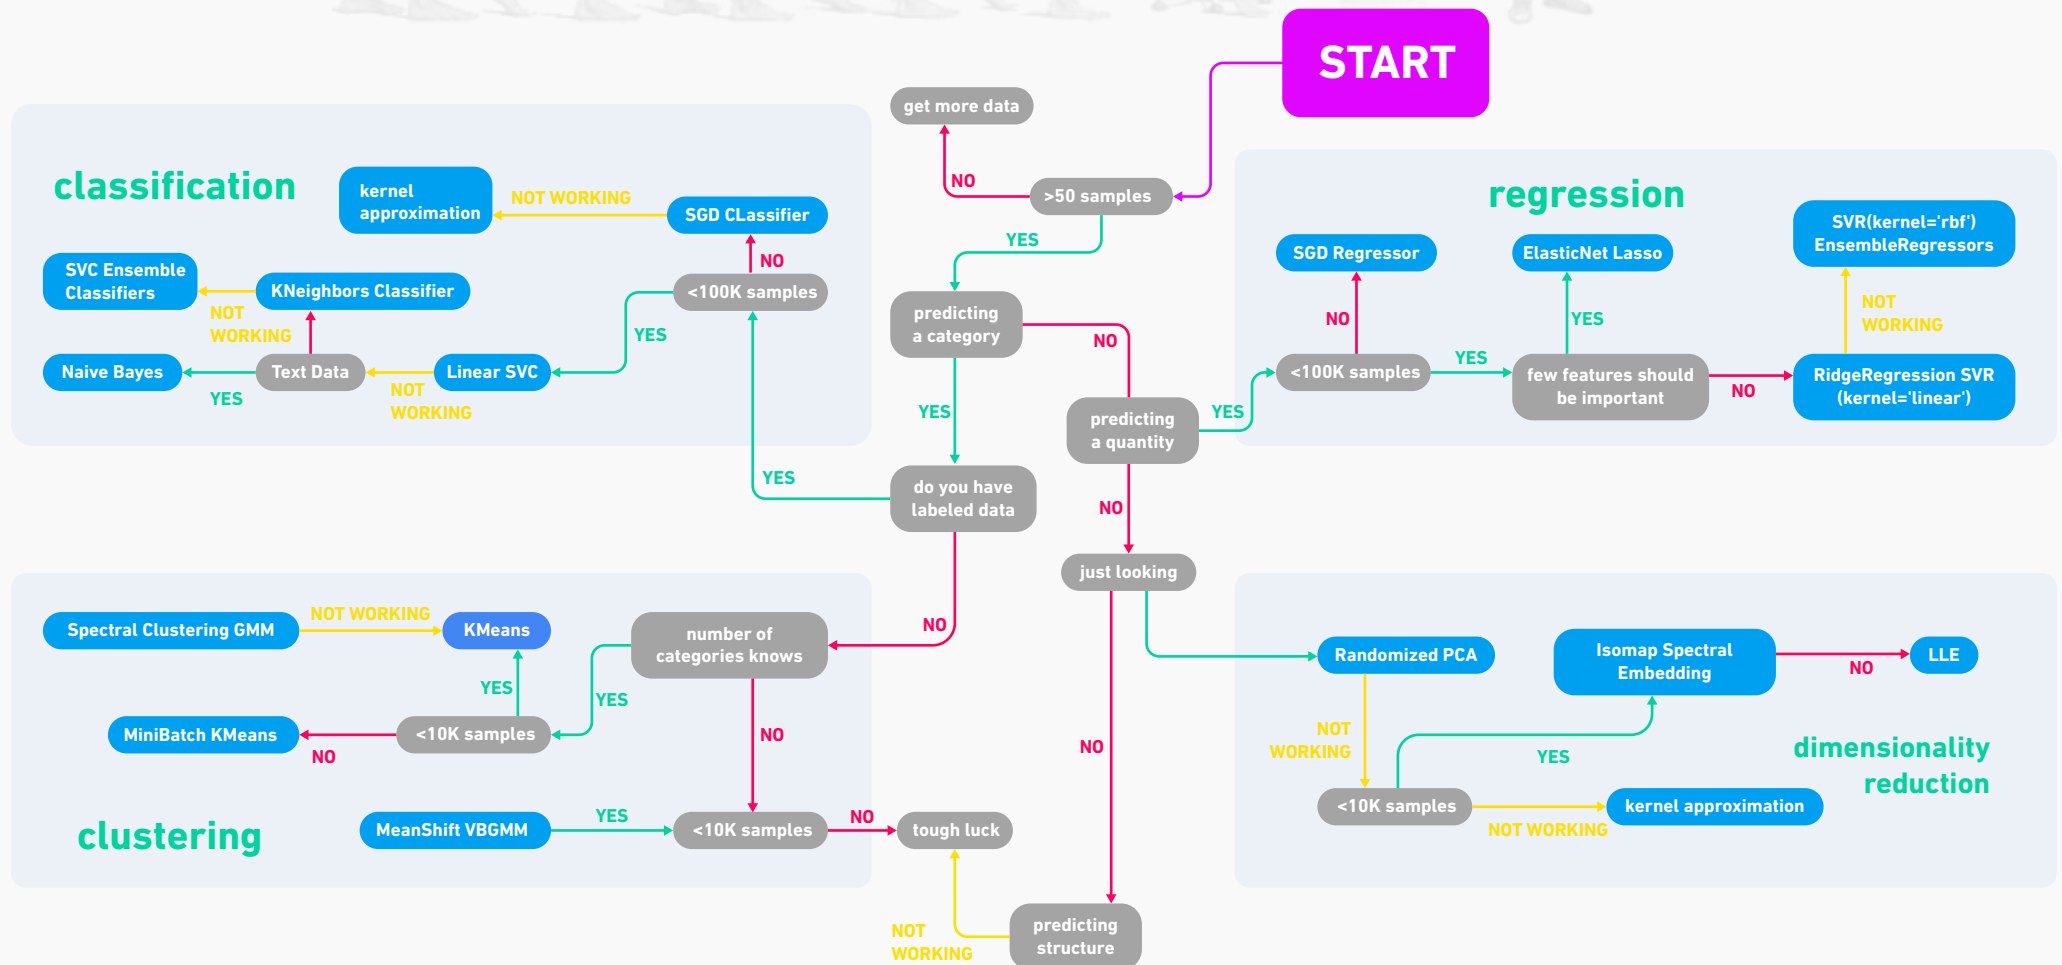 START
get more data
NO
>50 samples
YES
predicting
a category
NO
YES
predicting
a quantity
YES
NO
do you have
labeled data
YES
NO
just looking
NO
predicting
structure
NOT
WORKING
tough luck
classification
kernel
approximation
NOT WORKING
SGD CLassifier
NO
<100K samples
YES
SVC Ensemble
Classifiers
KNeighbors Classifier
NOT
WORKING
Naive Bayes
YES
Text Data
NOT
WORKING
Linear SVC
regression
SGD Regressor
NO
<100K samples
YES
ElasticNet Lasso
YES
few features should
be important
NO
SVR(kernel='rbf')
EnsembleRegressors
NOT
WORKING
RidgeRegression SVR
(kernel='linear')
clustering
Spectral Clustering GMM
NOT WORKING
KMeans
number of
categories knows
YES
YES
MiniBatch KMeans
NO
<10K samples
NO
MeanShift VBGMM
YES
<10K samples
NO
dimensionality
reduction
Randomized PCA
Isomap Spectral
Embedding
NO
LLE
NOT
WORKING
YES
<10K samples
NOT WORKING
kernel approximation